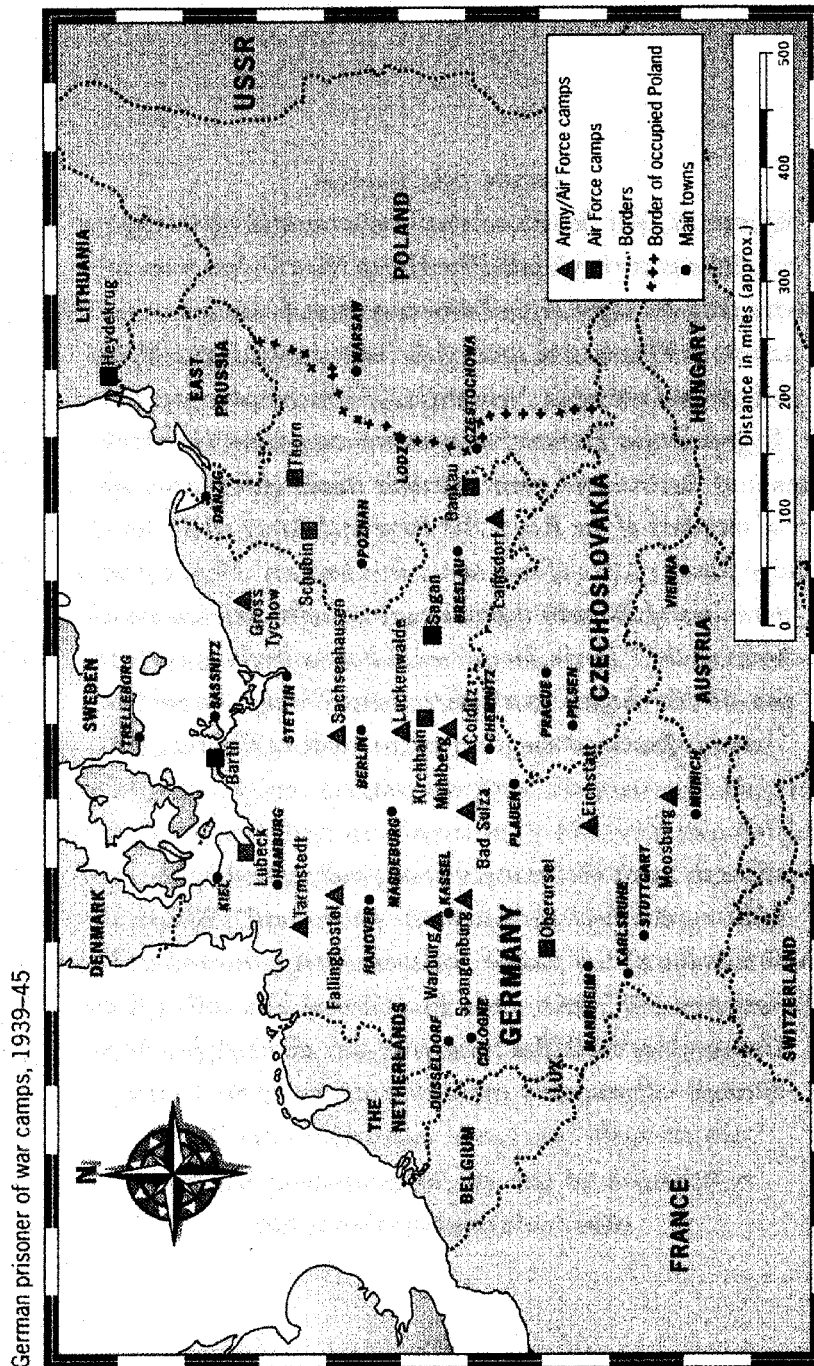 German prisoner of war camps, 1939–45
N
DENMARK
SWEDEN
TRELLEBORG
LITHUANIA
USSR
Heydekrug
EAST
PRUSSIA
KIEL
Lübeck
HAMBURG
Barth
SASSNITZ
STETTIN
DANZIG
Gross
Tychow
Thorn
Schubin
POLAND
Tarmstedt
Fallingbostel
HANOVER
MAGDEBURG
BERLIN
Sachsenhausen
POZNAN
WARSAW
LODZ
THE
NETHERLANDS
Luckenwalde
Kirchhain
Sagan
Muhlberg
BRESLAU
Bankau
CZESTOCHOWA
DUSSELDORF
COLOGNE
Warburg
KASSEL
Spangenburg
Bad Sulza
Colditz
CHEMNITZ
Lamsdorf
BELGIUM
GERMANY
Oberursel
PLAUEN
PRAGUE
PILSEN
LUX
MANNHEIM
KARLSRUHE
STUTTGART
Eichstatt
CZECHOSLOVAKIA
FRANCE
Moosburg
MUNICH
AUSTRIA
VIENNA
HUNGARY
SWITZERLAND
Army/Air Force camps
Air Force camps
Borders
Border of occupied Poland
Main towns
Distance in miles (approx.)
0 100 200 300 400 500